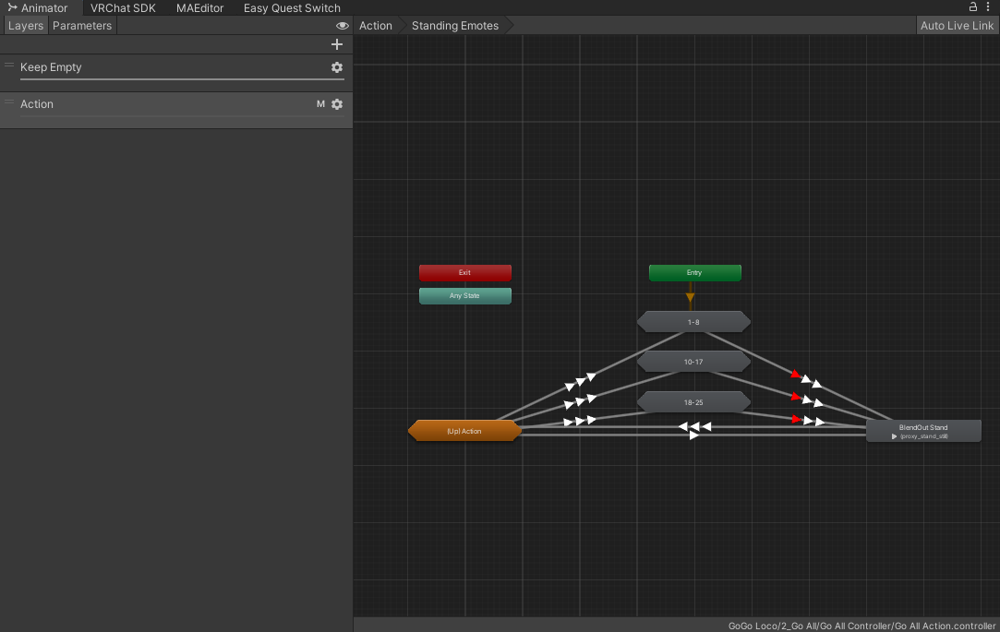 Animator VRChat SDK MAEditor Easy Quest Switch
Layers Parameters
Action Standing Emotes Auto Live Link
Keep Empty
Action M
Exit
Entry
Any State
1-8
10-17
18-25
(Up) Action
BlendOut Stand
(proxy_stand_still)
GoGo Loco/2_Go All/Go All Controller/Go All Action.controller